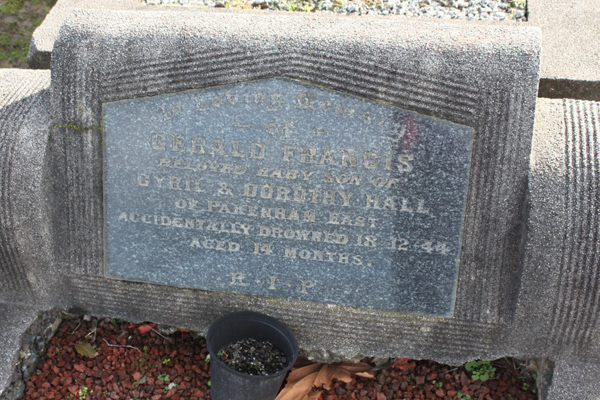 In Loving Memory
— OF —
GERALD FRANCIS
BELOVED BABY SON OF
CYRIL & DOROTHY HALL
OF PAKENHAM EAST
ACCIDENTALLY DROWNED 18-12-44
AGED 14 MONTHS.
R·I·P